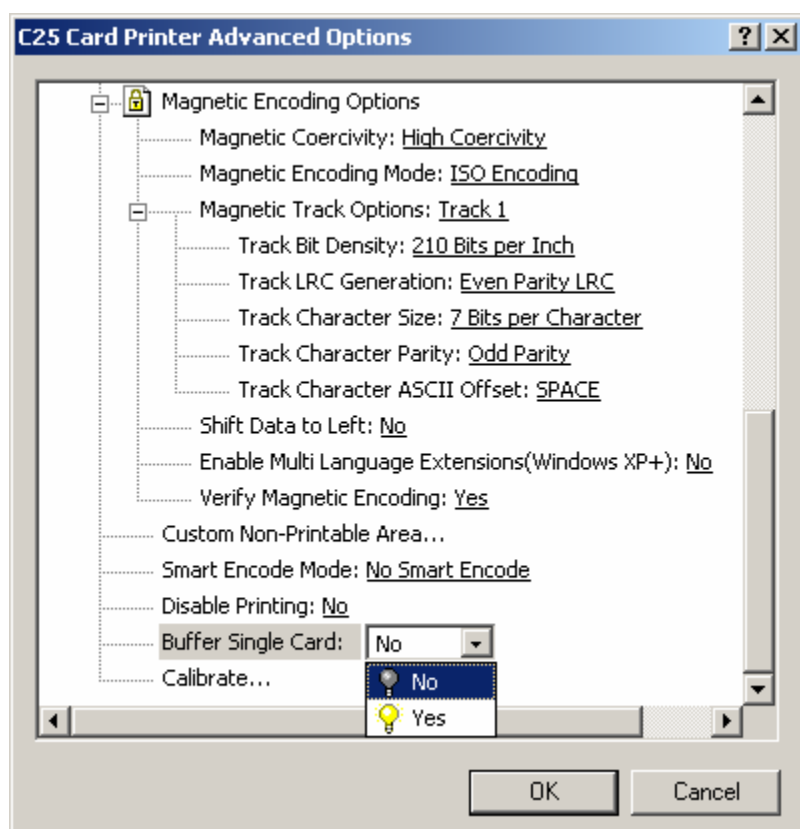 C25 Card Printer Advanced Options
Magnetic Encoding Options
Magnetic Coercivity: High Coercivity
Magnetic Encoding Mode: ISO Encoding
Magnetic Track Options: Track 1
Track Bit Density: 210 Bits per Inch
Track LRC Generation: Even Parity LRC
Track Character Size: 7 Bits per Character
Track Character Parity: Odd Parity
Track Character ASCII Offset: SPACE
Shift Data to Left: No
Enable Multi Language Extensions(Windows XP+): No
Verify Magnetic Encoding: Yes
Custom Non-Printable Area...
Smart Encode Mode: No Smart Encode
Disable Printing: No
Buffer Single Card: No
Calibrate... No
Yes
OK Cancel